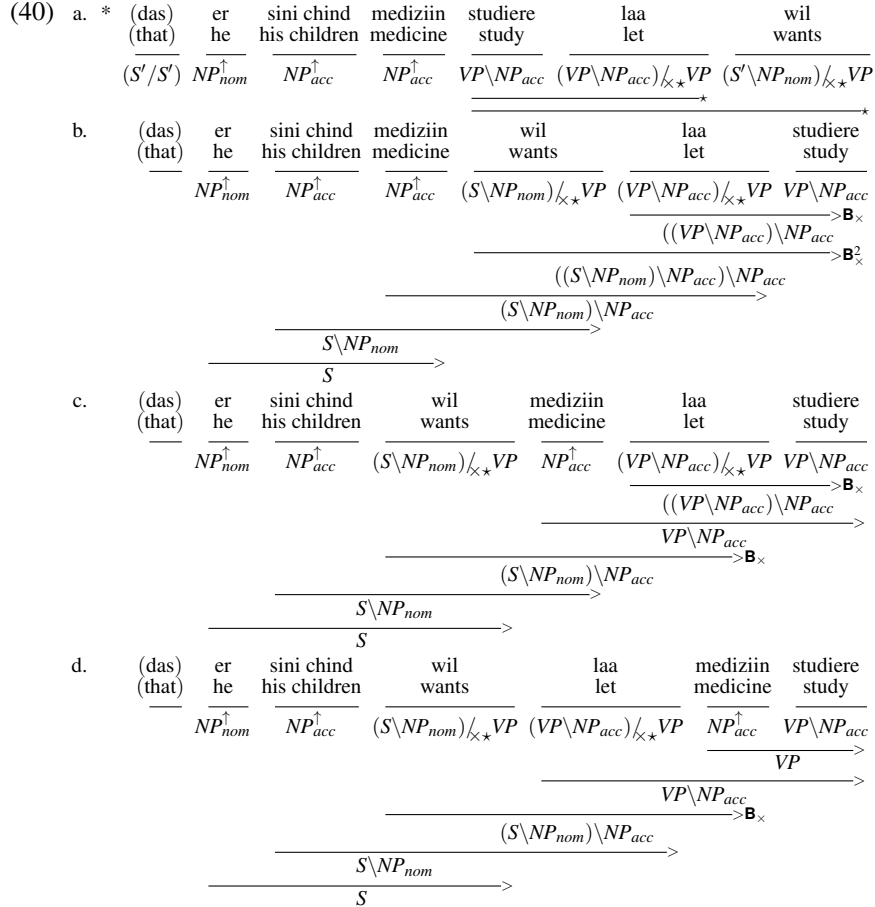 (40) a. * (das) er sini chind mediziin studiere laa wil
(that) he his children medicine study let wants
(S′/S′) NP↑nom NP↑acc NP↑acc VP\NPacc (VP\NPacc)/×⋆VP (S′\NPnom)/×⋆VP
⋆
⋆
b. (das) er sini chind mediziin wil laa studiere
(that) he his children medicine wants let study
NP↑nom NP↑acc NP↑acc (S\NPnom)/×⋆VP (VP\NPacc)/×⋆VP VP\NPacc
>B×
((VP\NPacc)\NPacc
>B²×
((S\NPnom)\NPacc)\NPacc
>
(S\NPnom)\NPacc
>
S\NPnom
>
S
c. (das) er sini chind wil mediziin laa studiere
(that) he his children wants medicine let study
NP↑nom NP↑acc (S\NPnom)/×⋆VP NP↑acc (VP\NPacc)/×⋆VP VP\NPacc
>B×
((VP\NPacc)\NPacc
>
VP\NPacc
>B×
(S\NPnom)\NPacc
>
S\NPnom
>
S
d. (das) er sini chind wil laa mediziin studiere
(that) he his children wants let medicine study
NP↑nom NP↑acc (S\NPnom)/×⋆VP (VP\NPacc)/×⋆VP NP↑acc VP\NPacc
>
VP
>
VP\NPacc
>B×
(S\NPnom)\NPacc
>
S\NPnom
>
S